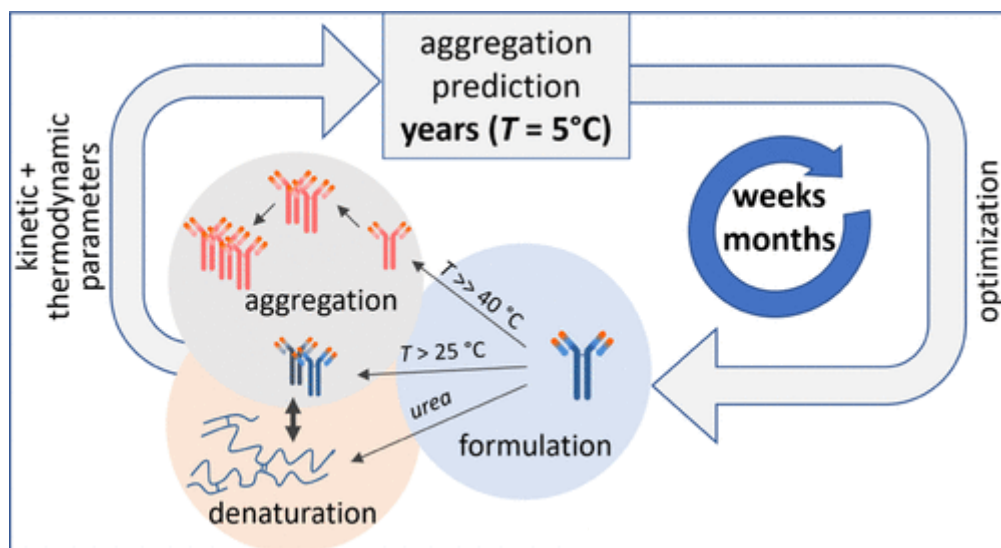 aggregation
prediction
years (T = 5°C)
kinetic +
thermodynamic
parameters
weeks
months
optimization
aggregation
T >> 40 °C
T > 25 °C
urea
formulation
denaturation